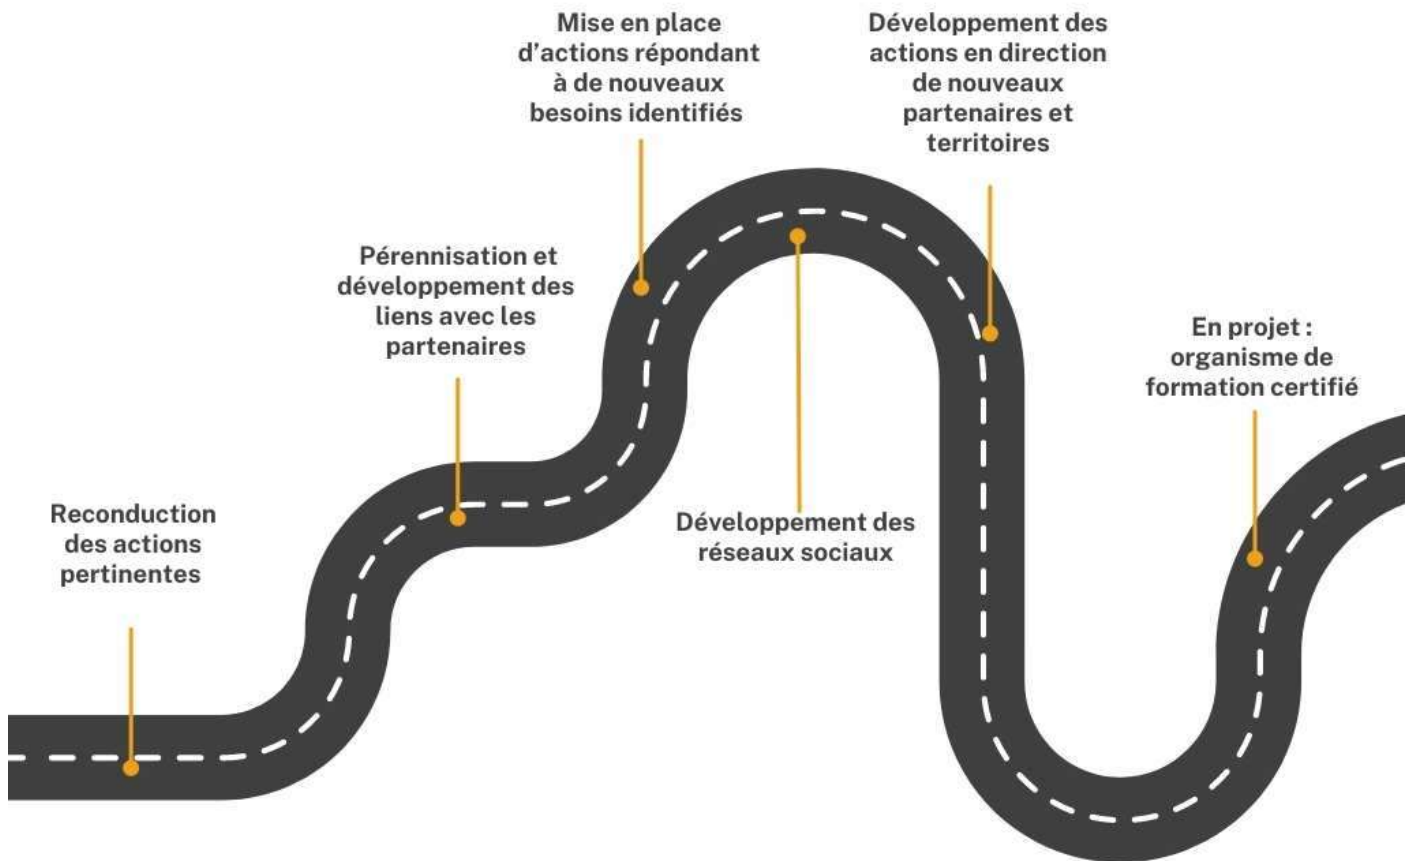 Reconduction
des actions
pertinentes
Pérennisation et
développement des
liens avec les
partenaires
Mise en place
d’actions répondant
à de nouveaux
besoins identifiés
Développement des
réseaux sociaux
Développement des
actions en direction
de nouveaux
partenaires et
territoires
En projet :
organisme de
formation certifié